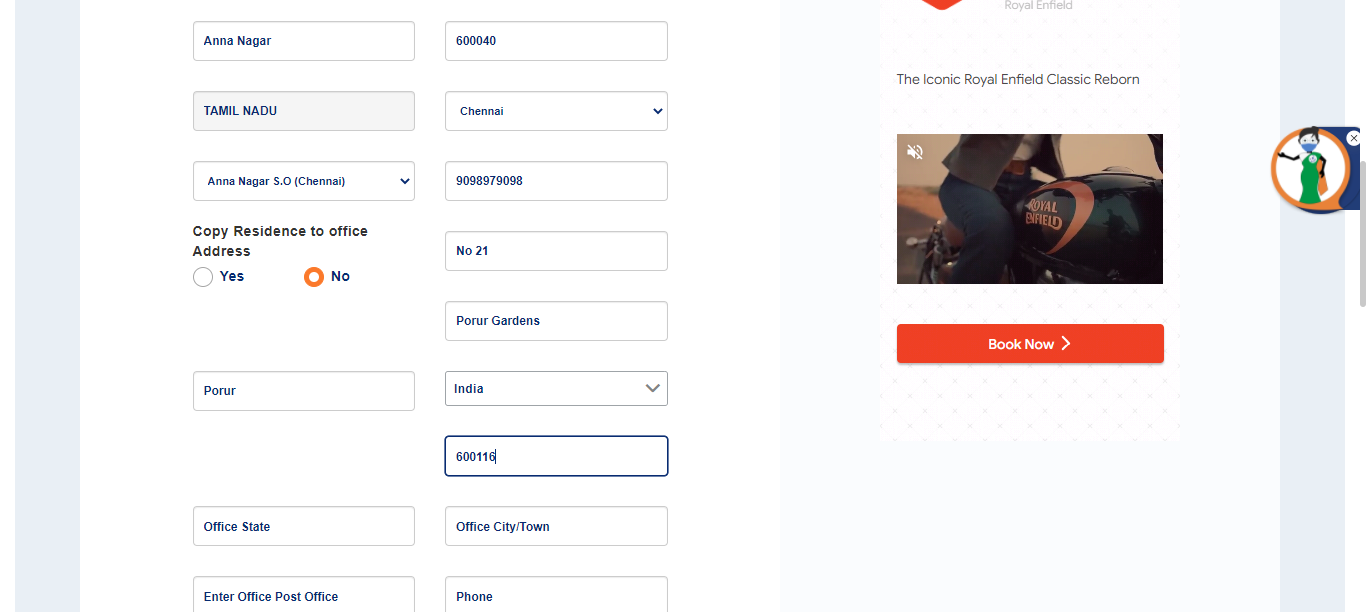 Anna Nagar
600040
TAMIL NADU
Chennai
Anna Nagar S.O (Chennai)
9098979098
Copy Residence to office
Address
Yes
No
No 21
Porur Gardens
Porur
India
600116
Office State
Office City/Town
Enter Office Post Office
Phone
Royal Enfield
The Iconic Royal Enfield Classic Reborn
ROYAL
ENFIELD
Book Now